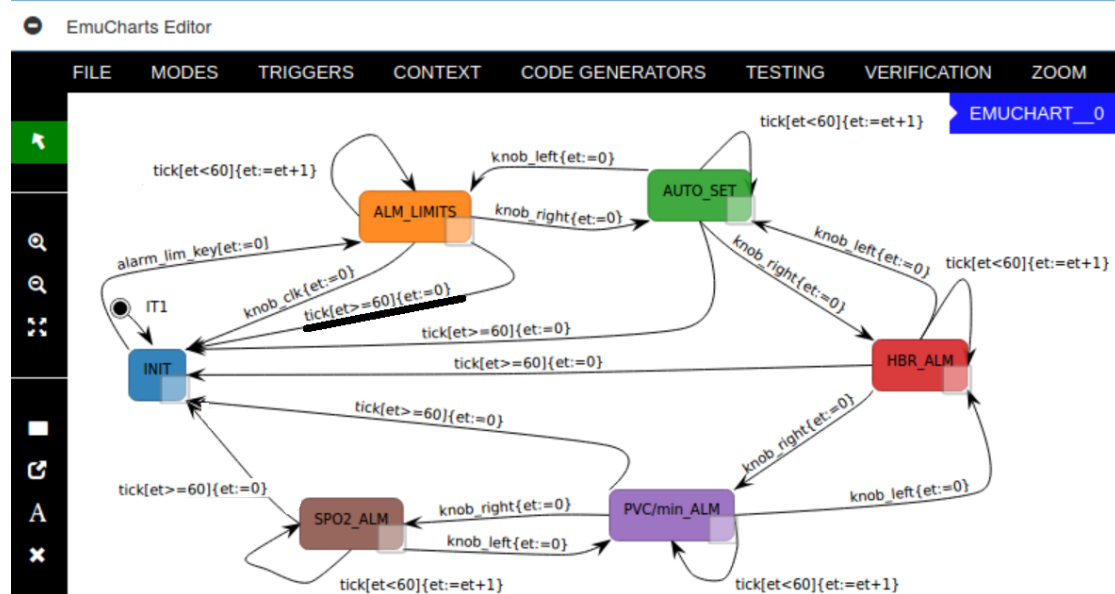 EmuCharts Editor
FILE MODES TRIGGERS CONTEXT CODE GENERATORS TESTING VERIFICATION ZOOM
EMUCHART__0
tick[et<60]{et:=et+1}
tick[et<60]{et:=et+1}
knob_left{et:=0}
AUTO_SET
ALM_LIMITS
knob_right{et:=0}
alarm_lim_key[et:=0]
knob_left{et:=0}
knob_right{et:=0}
tick[et<60]{et:=et+1}
knob_clk{et:=0}
tick[et>=60]{et:=0}
IT1
tick[et>=60]{et:=0}
INIT
tick[et>=60]{et:=0}
HBR_ALM
tick[et>=60]{et:=0}
knob_right{et:=0}
tick[et>=60]{et:=0}
knob_left{et:=0}
SPO2_ALM
knob_right{et:=0}
PVC/min_ALM
knob_left{et:=0}
tick[et<60]{et:=et+1}
tick[et<60]{et:=et+1}
A